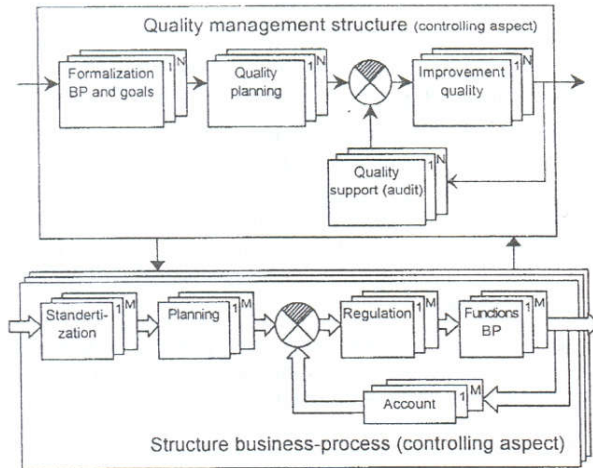 Quality management structure (controlling aspect)
Formalization
BP and goals
1 N
Quality
planning
1 N
Improvement
quality
1 N
Quality
support (audit)
1 N
Standerti-
zation
1 M
Planning
1 M
Regulation
1 M
Functions
BP
1 M
Account
1 M
Structure business-process (controlling aspect)